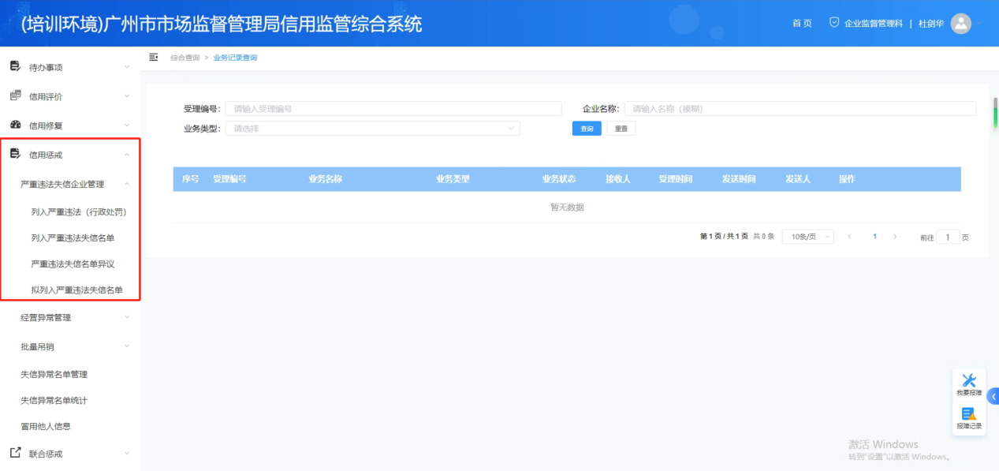 (培训环境)广州市市场监督管理局信用监管综合系统
首页 企业监督管理科 | 杜剑华
待办事项
信用评价
信用修复
信用惩戒
严重违法失信企业管理
列入严重违法（行政处罚）
列入严重违法失信名单
严重违法失信名单异议
拟列入严重违法失信名单
经营异常管理
批量吊销
失信异常名单管理
失信异常名单统计
冒用他人信息
联合惩戒
综合查询 > 业务记录查询
受理编号: 请输入受理编号 企业名称: 请输入名称（模糊）
业务类型: 请选择 查询 重置
序号 受理编号 业务名称 业务类型 业务状态 接收人 受理时间 发送时间 发送人 操作
暂无数据
第 1 页 / 共 1 页 共 0 条 10条/页 < 1 > 前往 1 页
我要报障
报障记录
激活 Windows
转到"设置"以激活 Windows。